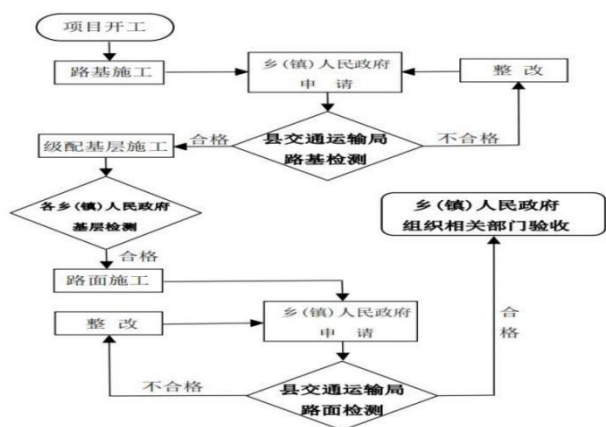 项目开工
路基施工
乡(镇)人民政府
申 请
整 改
级配基层施工
合格
县交通运输局
路基检测
不合格
各乡(镇)人民政府
基层检测
乡(镇)人民政府
组织相关部门验收
合格
路面施工
整 改
乡(镇)人民政府
申 请
合格
不合格
县交通运输局
路面检测